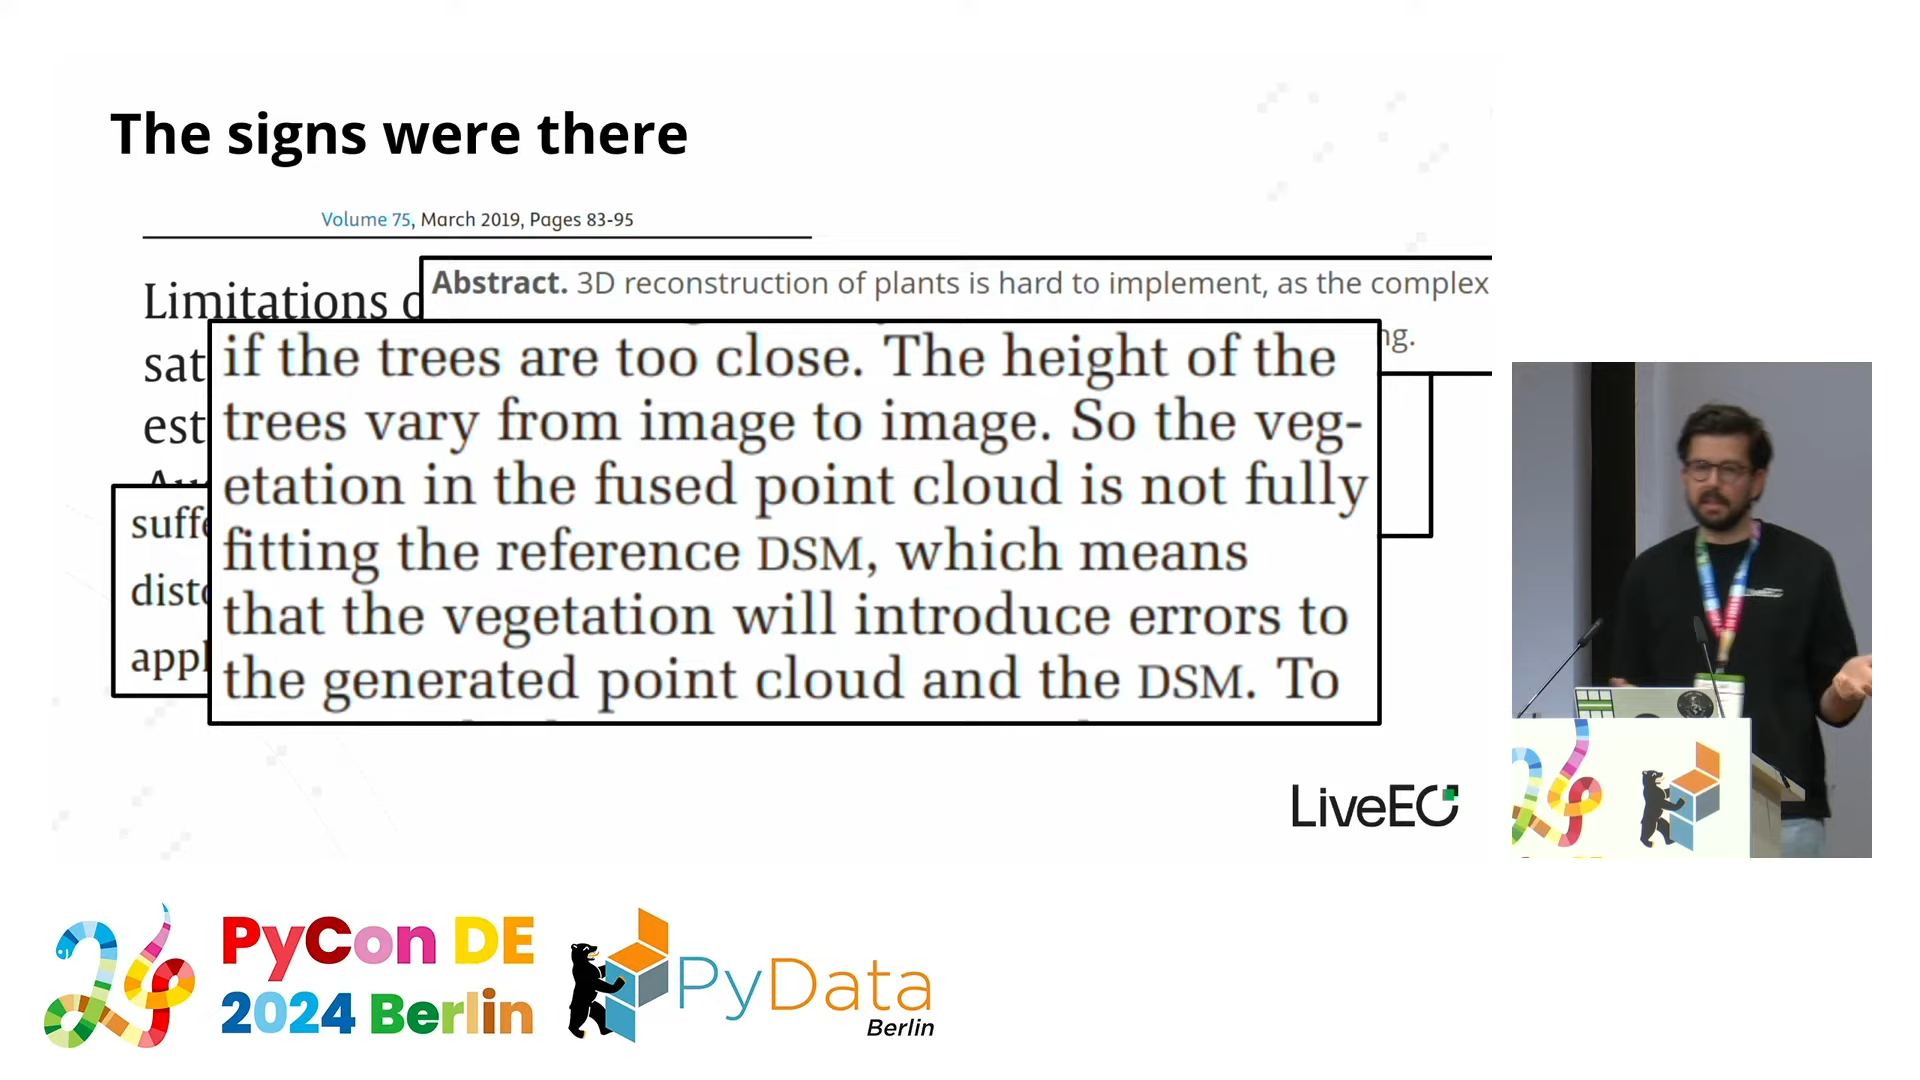 The signs were there
Volume 75, March 2019, Pages 83-95
Limitations
Abstract. 3D reconstruction of plants is hard to implement, as the complex
if the trees are too close. The height of the
trees vary from image to image. So the veg-
etation in the fused point cloud is not fully
fitting the reference DSM, which means
that the vegetation will introduce errors to
the generated point cloud and the DSM. To
LiveEO
PyCon DE
2024 Berlin
PyData
Berlin